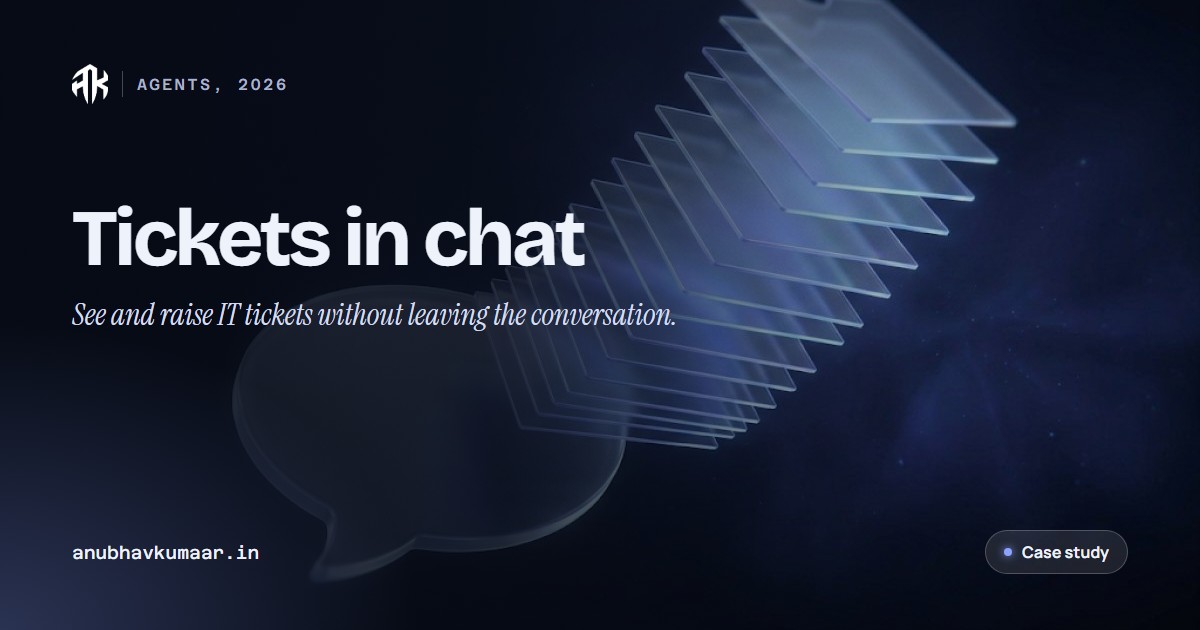 AK
AGENTS, 2026
Tickets in chat
See and raise IT tickets without leaving the conversation.
anubhavkumaar.in
Case study